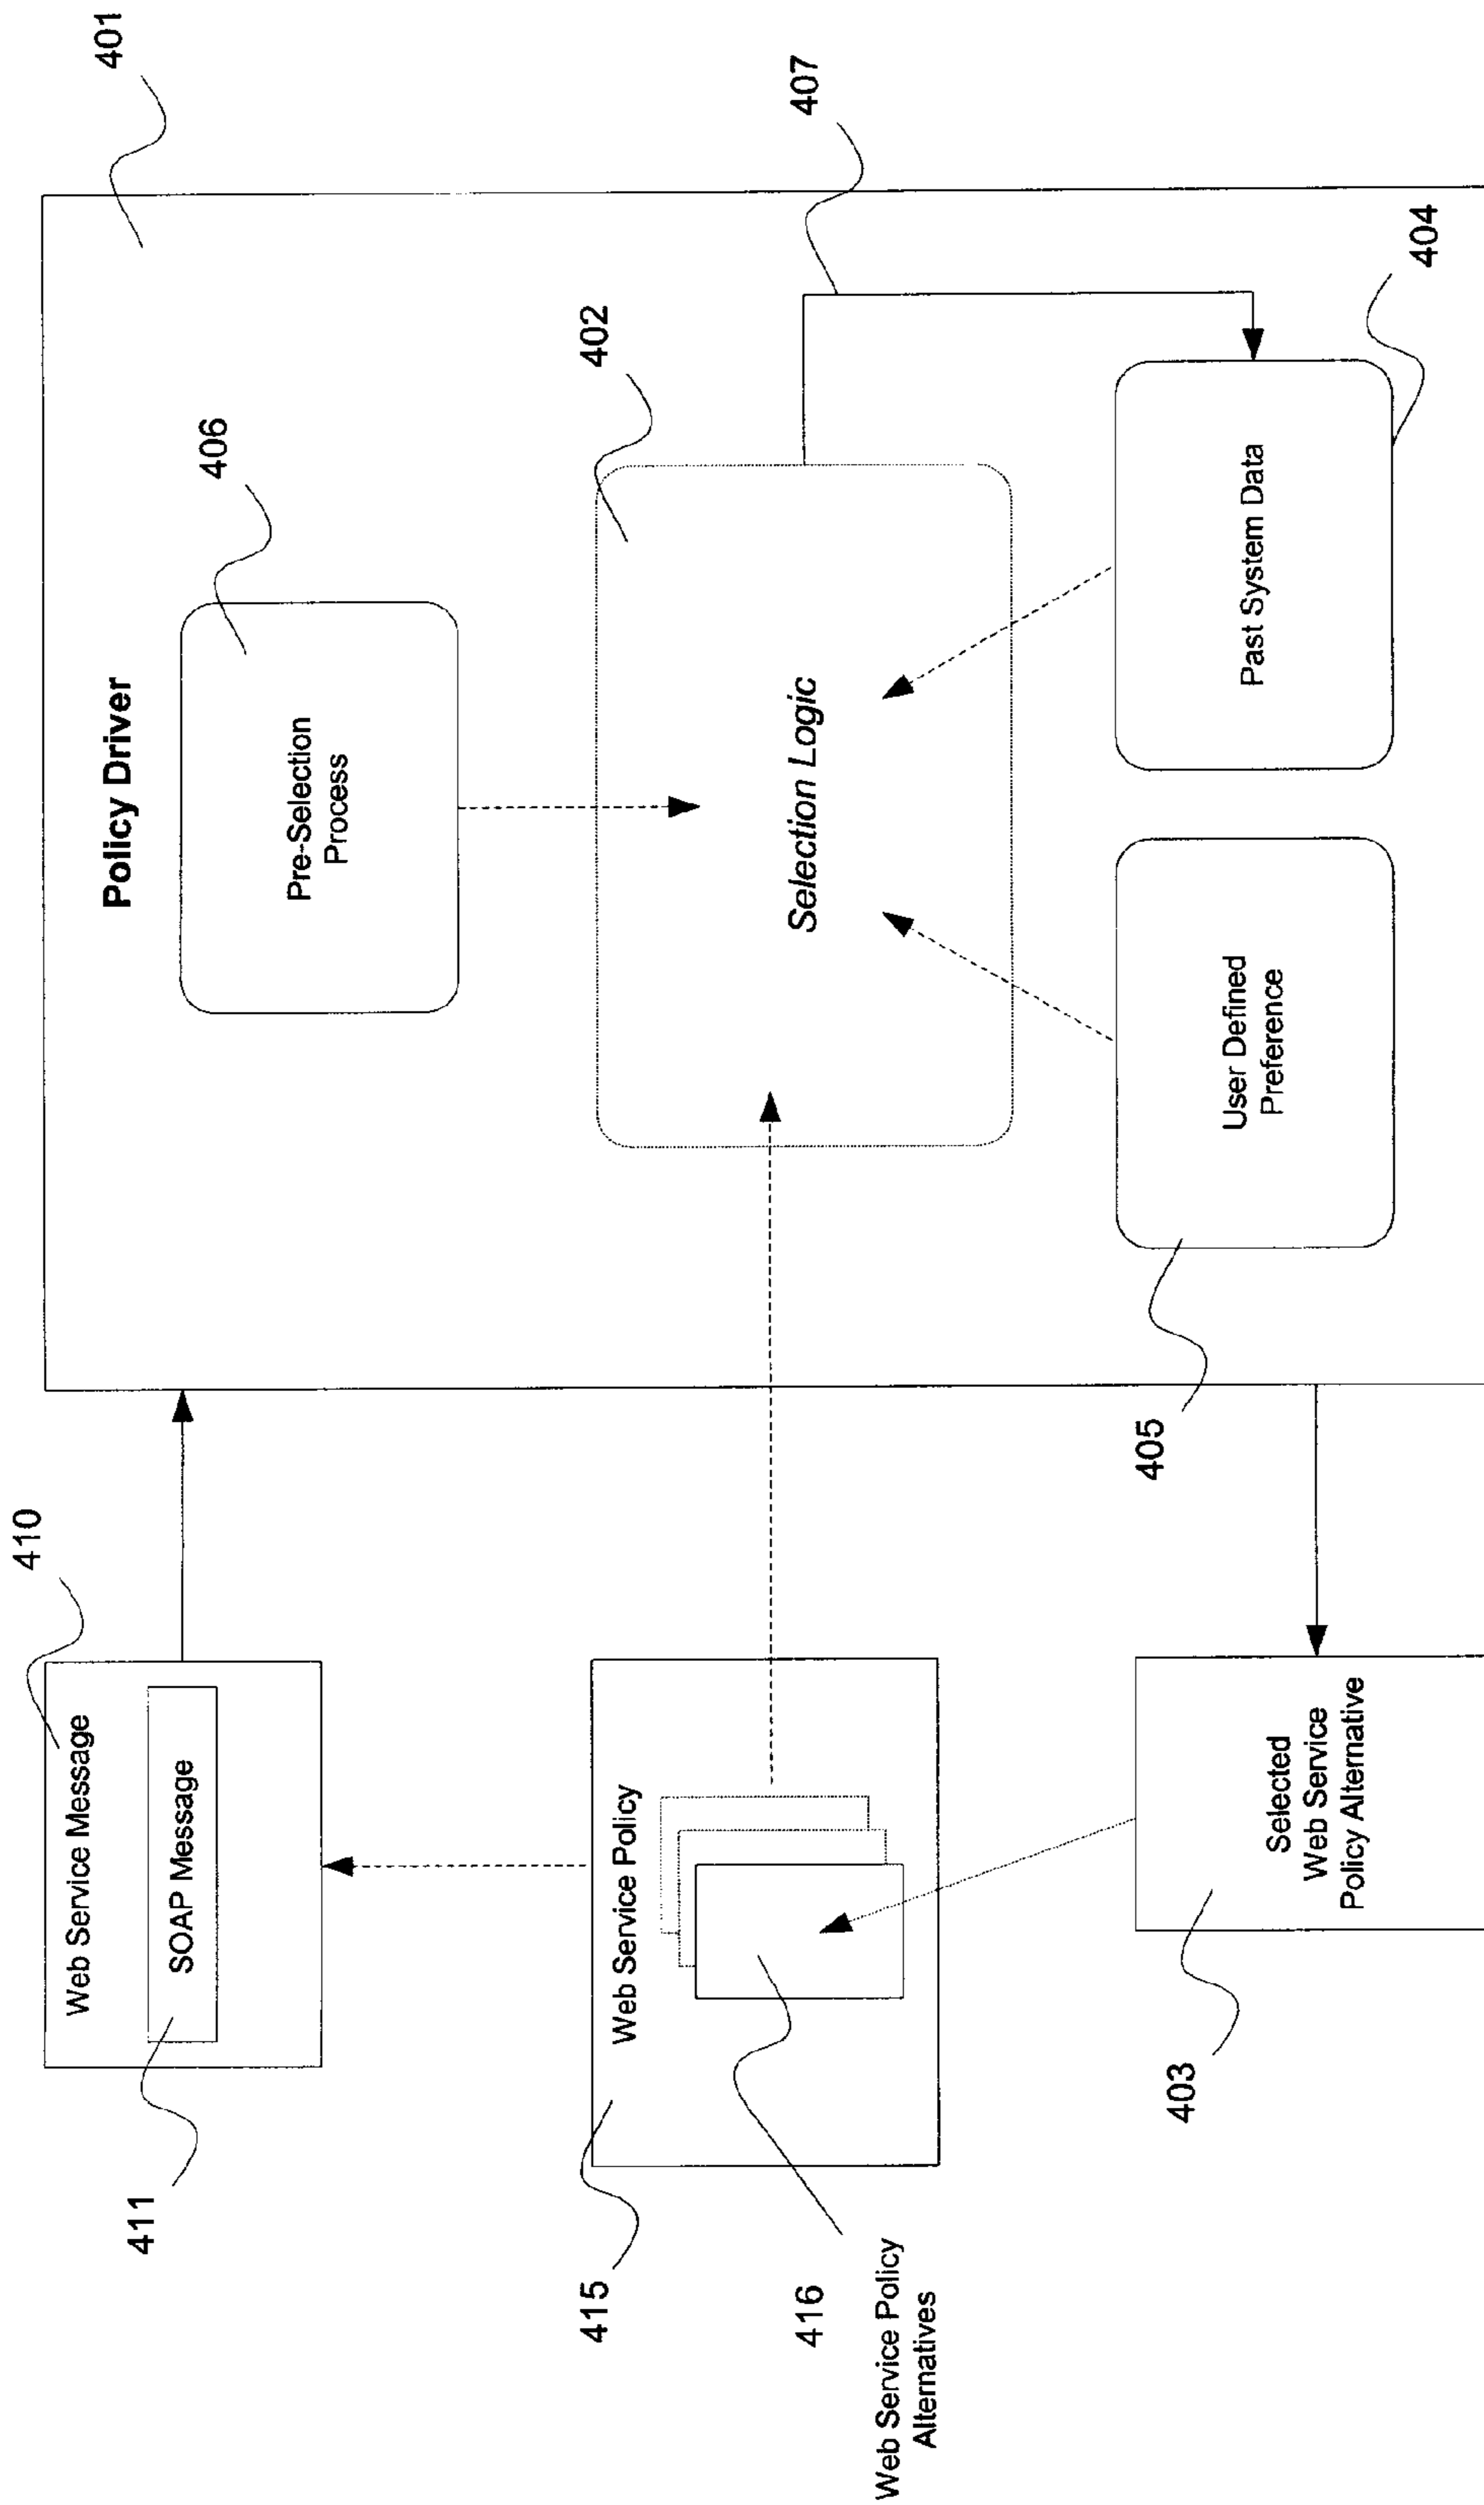 410
Web Service Message
SOAP Message
411
Web Service Policy
415
416
Web Service Policy
Alternatives
Selected
Web Service
Policy Alternative
403
401
Policy Driver
406
Pre-Selection
Process
402
407
Selection Logic
User Defined
Preference
405
Past System Data
404